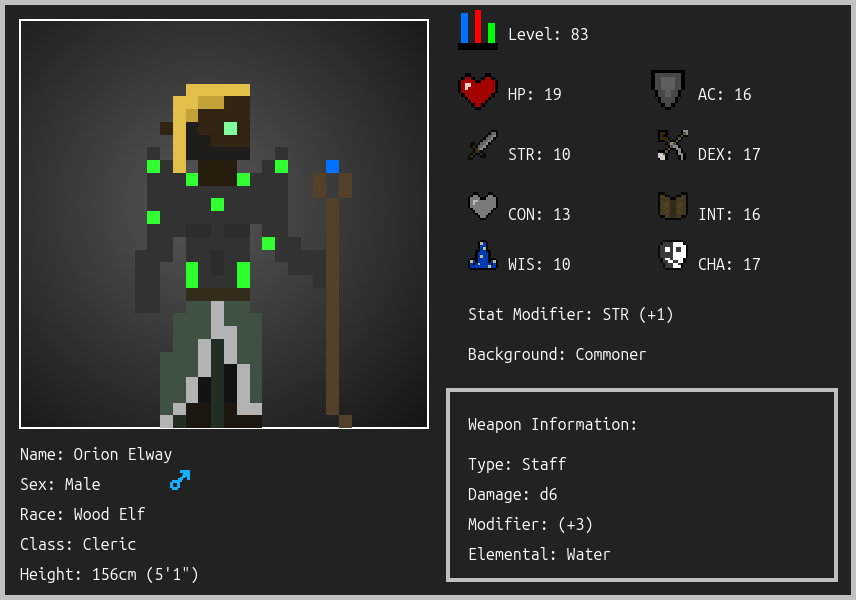 Level: 83
HP: 19
AC: 16
STR: 10
DEX: 17
CON: 13
INT: 16
WIS: 10
CHA: 17
Stat Modifier: STR (+1)
Background: Commoner
Name: Orion Elway
Sex: Male
Race: Wood Elf
Class: Cleric
Height: 156cm (5'1")
Weapon Information:
Type: Staff
Damage: d6
Modifier: (+3)
Elemental: Water